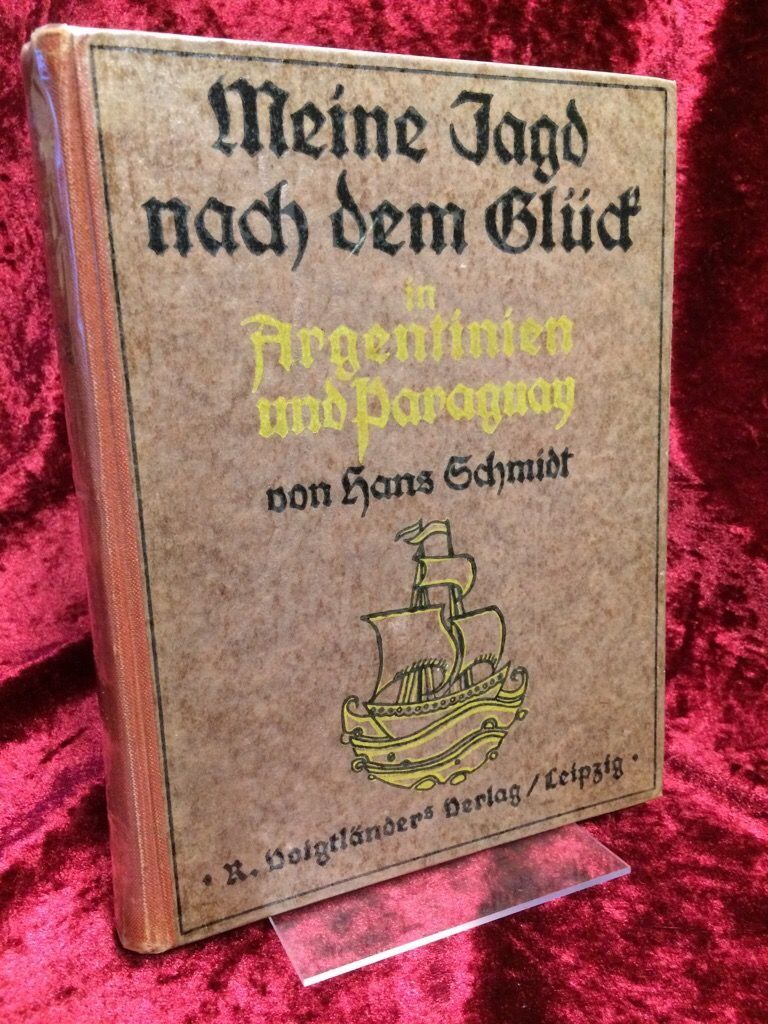 Meine Jagd
nach dem Glück
in
Argentinien
und Paraguay
von Hans Schmidt
· R. Voigtländers Verlag / Leipzig ·